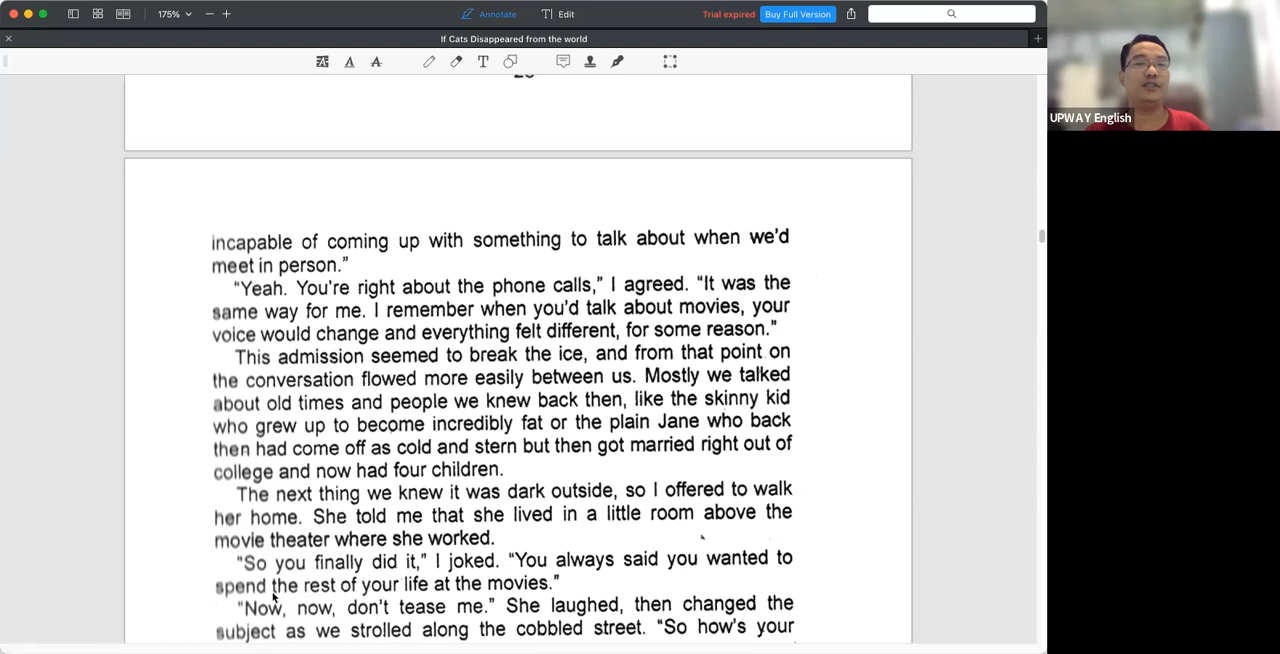 175%
Annotate
Edit
Trial expired
Buy Full Version
If Cats Disappeared from the world
UPWAY English
incapable of coming up with something to talk about when we'd
meet in person.”
“Yeah. You're right about the phone calls,” I agreed. “It was the
same way for me. I remember when you'd talk about movies, your
voice would change and everything felt different, for some reason.”
This admission seemed to break the ice, and from that point on
the conversation flowed more easily between us. Mostly we talked
about old times and people we knew back then, like the skinny kid
who grew up to become incredibly fat or the plain Jane who back
then had come off as cold and stern but then got married right out of
college and now had four children.
The next thing we knew it was dark outside, so I offered to walk
her home. She told me that she lived in a little room above the
movie theater where she worked.
“So you finally did it,” I joked. “You always said you wanted to
spend the rest of your life at the movies.”
“Now, now, don't tease me.” She laughed, then changed the
subject as we strolled along the cobbled street. “So how's your